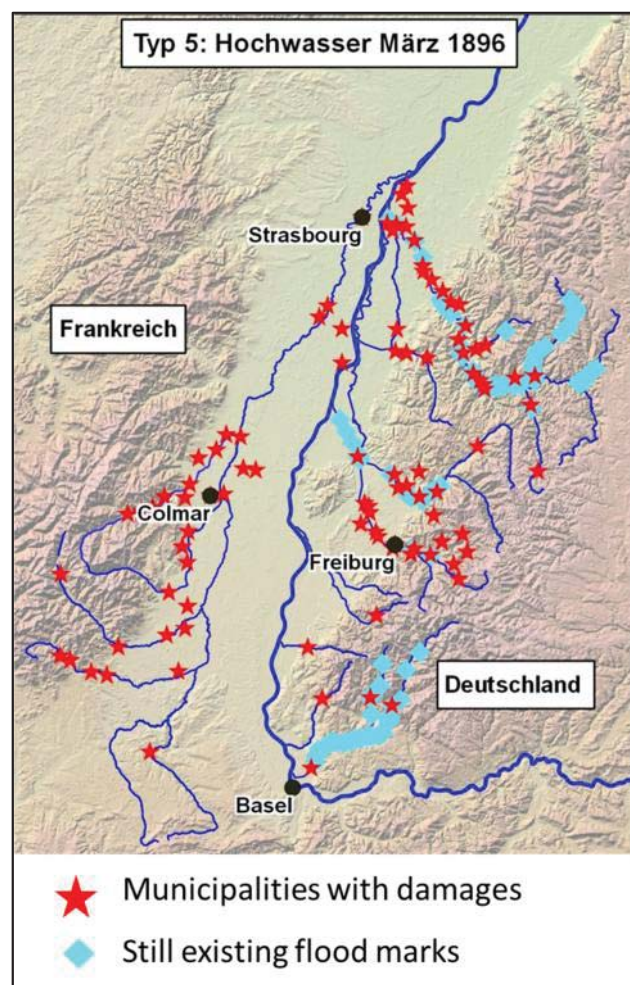 Typ 5: Hochwasser März 1896
Strasbourg
Frankreich
Colmar
Freiburg
Deutschland
Basel
Municipalities with damages
Still existing flood marks